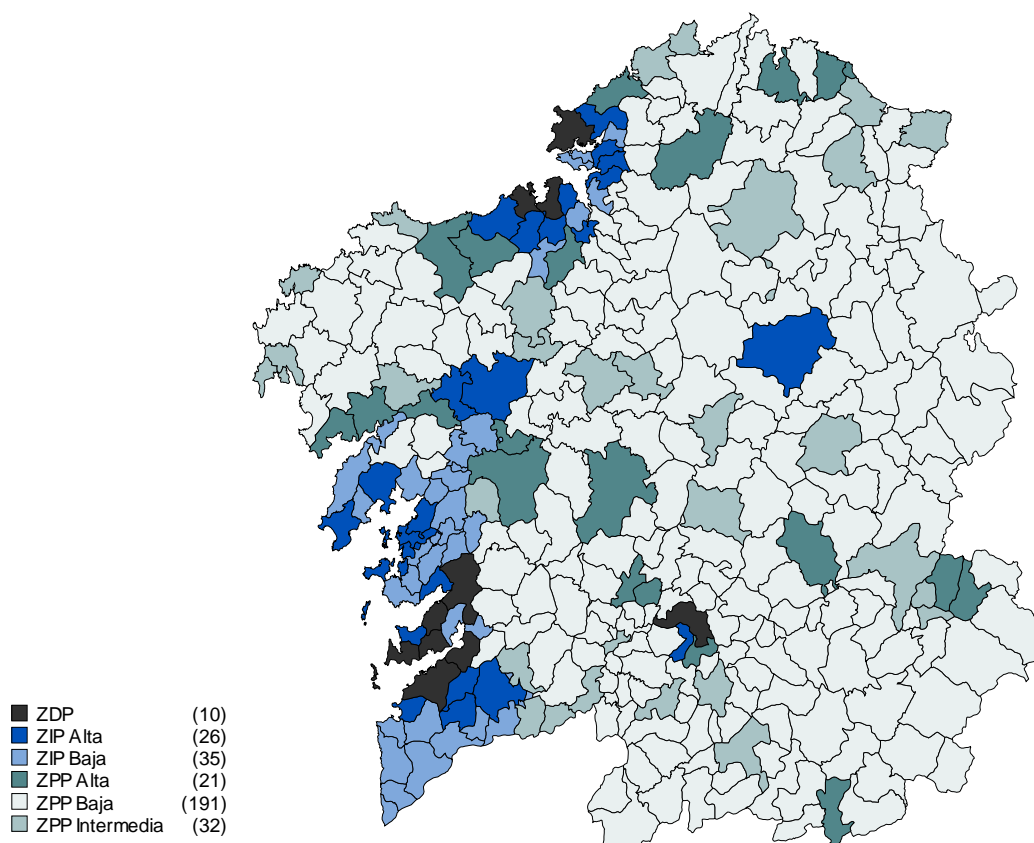 ZDP (10)
ZIP Alta (26)
ZIP Baja (35)
ZPP Alta (21)
ZPP Baja (191)
ZPP Intermedia (32)